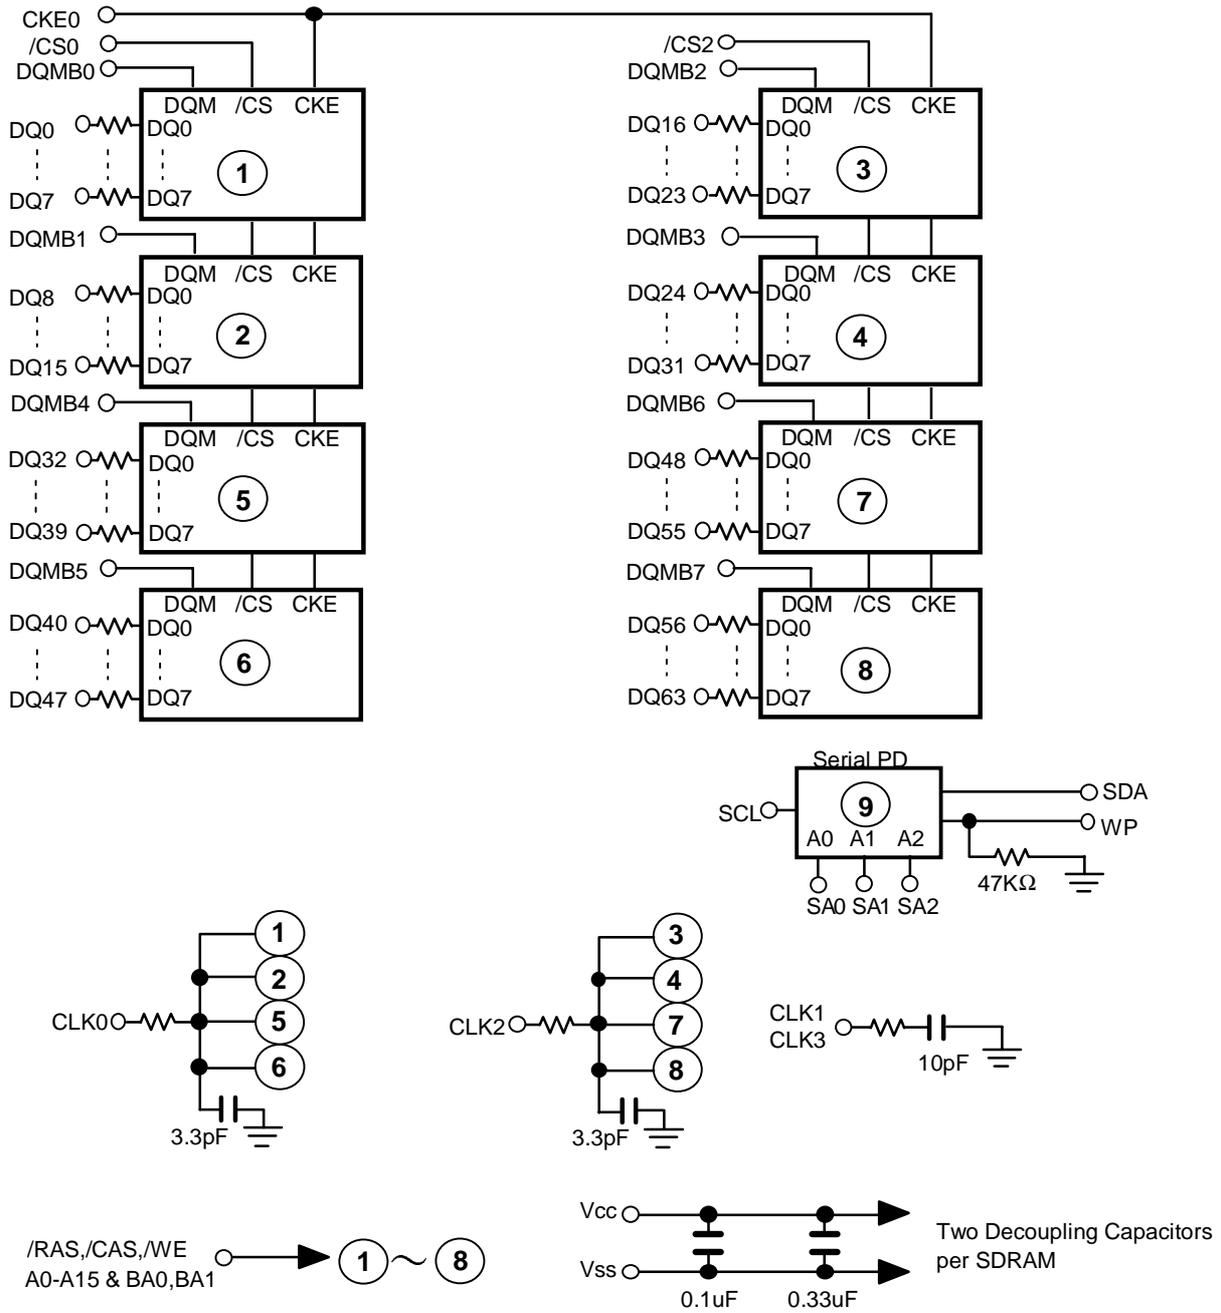 CKE0
/CS0
DQMB0
DQM /CS CKE
DQ0 DQ0
1
DQ7 DQ7
DQMB1
DQM /CS CKE
DQ8 DQ0
2
DQ15 DQ7
DQMB4
DQM /CS CKE
DQ32 DQ0
5
DQ39 DQ7
DQMB5
DQM /CS CKE
DQ40 DQ0
6
DQ47 DQ7
/CS2
DQMB2
DQM /CS CKE
DQ16 DQ0
3
DQ23 DQ7
DQMB3
DQM /CS CKE
DQ24 DQ0
4
DQ31 DQ7
DQMB6
DQM /CS CKE
DQ48 DQ0
7
DQ55 DQ7
DQMB7
DQM /CS CKE
DQ56 DQ0
8
DQ63 DQ7
Serial PD
9
SCL
SDA
WP
A0 A1 A2
47KΩ
SA0 SA1 SA2
CLK0
1
2
5
6
3.3pF
CLK2
3
4
7
8
3.3pF
CLK1
CLK3
10pF
/RAS,/CAS,/WE
A0-A15 & BA0,BA1
1 ~ 8
Vcc
Vss
0.1uF 0.33uF
Two Decoupling Capacitors
per SDRAM